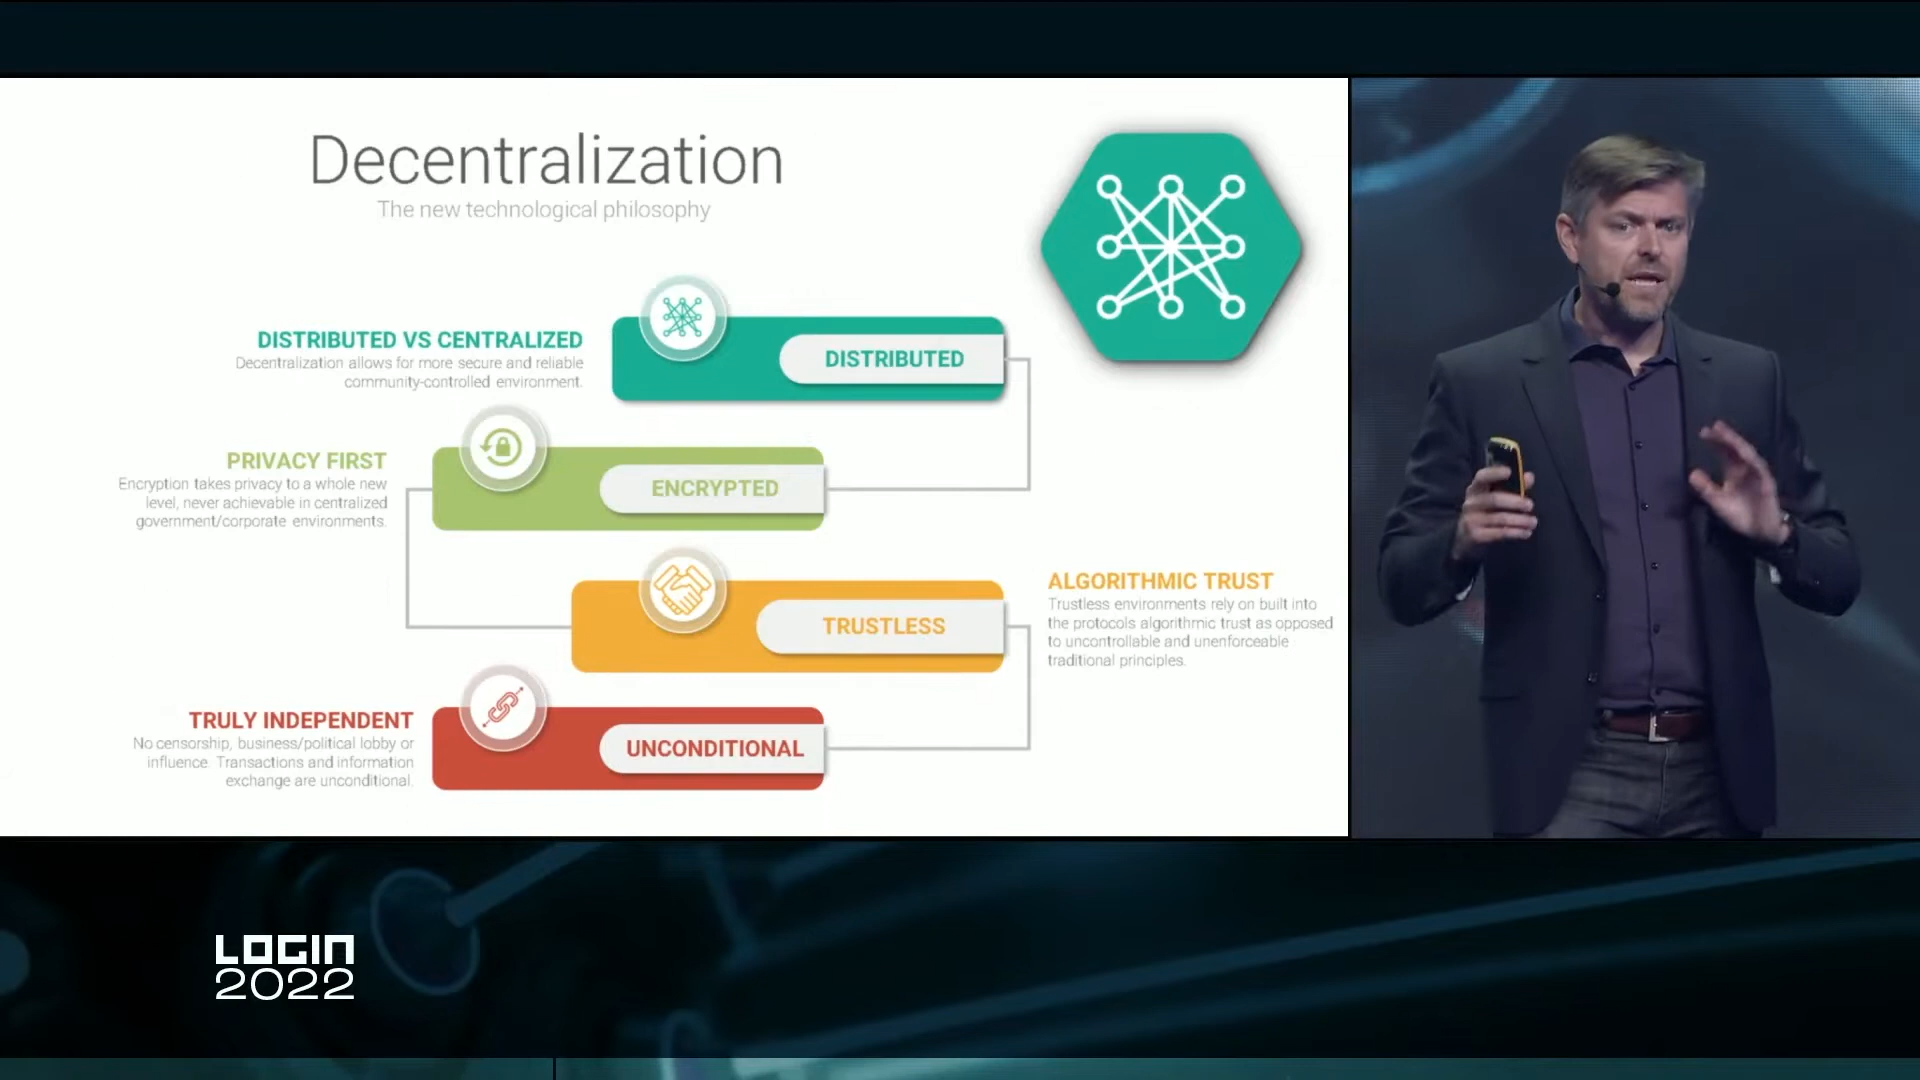 Decentralization
The new technological philosophy
DISTRIBUTED VS CENTRALIZED
Decentralization allows for more secure and reliable
community-controlled environment.
DISTRIBUTED
PRIVACY FIRST
Encryption takes privacy to a whole new
level, never achievable in centralized
government/corporate environments.
ENCRYPTED
TRUSTLESS
ALGORITHMIC TRUST
Trustless environments rely on built into
the protocols algorithmic trust as opposed
to uncontrollable and unenforceable
traditional principles.
TRULY INDEPENDENT
No censorship, business/political lobby or
influence. Transactions and information
exchange are unconditional.
UNCONDITIONAL
LOGIN
2022